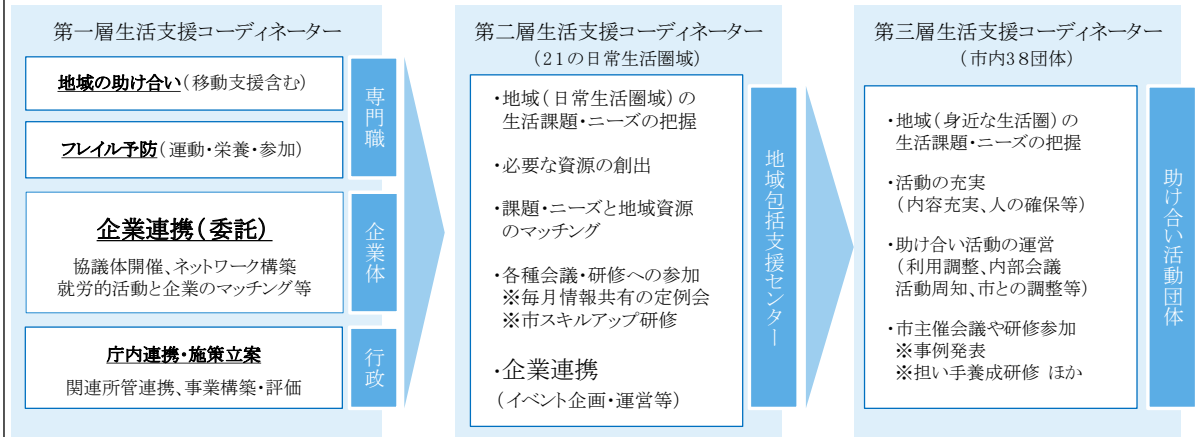 第一層生活支援コーディネーター
地域の助け合い（移動支援含む）
フレイル予防（運動・栄養・参加）
専門職
企業連携（委託）
協議体開催、ネットワーク構築
就労的活動と企業のマッチング等
企業体
庁内連携・施策立案
関連所管連携、事業構築・評価
行政
第二層生活支援コーディネーター
（21の日常生活圏域）
・地域（日常生活圏域）の
生活課題・ニーズの把握
・必要な資源の創出
・課題・ニーズと地域資源
のマッチング
・各種会議・研修への参加
※毎月情報共有の定例会
※市スキルアップ研修
・企業連携
（イベント企画・運営等）
地域包括支援センター
第三層生活支援コーディネーター
（市内38団体）
・地域（身近な生活圏）の
生活課題・ニーズの把握
・活動の充実
（内容充実、人の確保等）
・助け合い活動の運営
（利用調整、内部会議
活動周知、市との調整等）
・市主催会議や研修参加
※事例発表
※担い手養成研修 ほか
助け合い活動団体